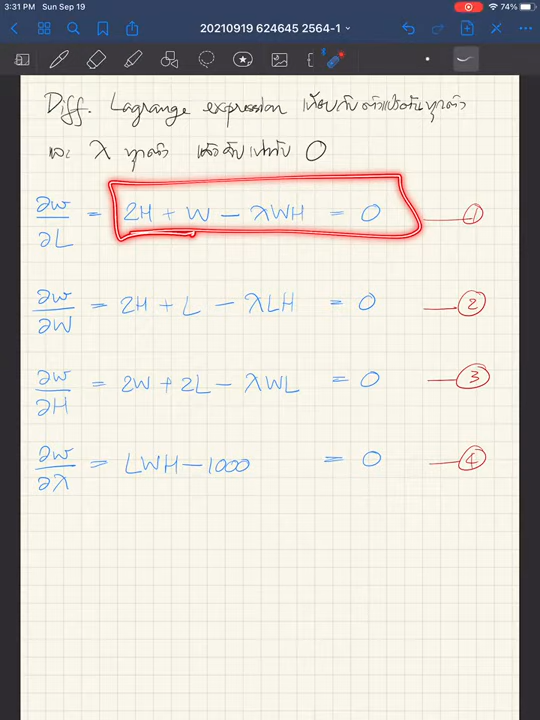 3:31 PM Sun Sep 19 74%
20210919 624645 2564-1
Diff. Lagrange expression เทียบกับตัวแปรต้นทุกตัว
และ λ ทุกตัว แล้วจับเท่ากับ 0
∂w/∂L = 2H + W - λWH = 0 —①
∂w/∂W = 2H + L - λLH = 0 —②
∂w/∂H = 2W + 2L - λWL = 0 —③
∂w/∂λ = LWH - 1000 = 0 —④